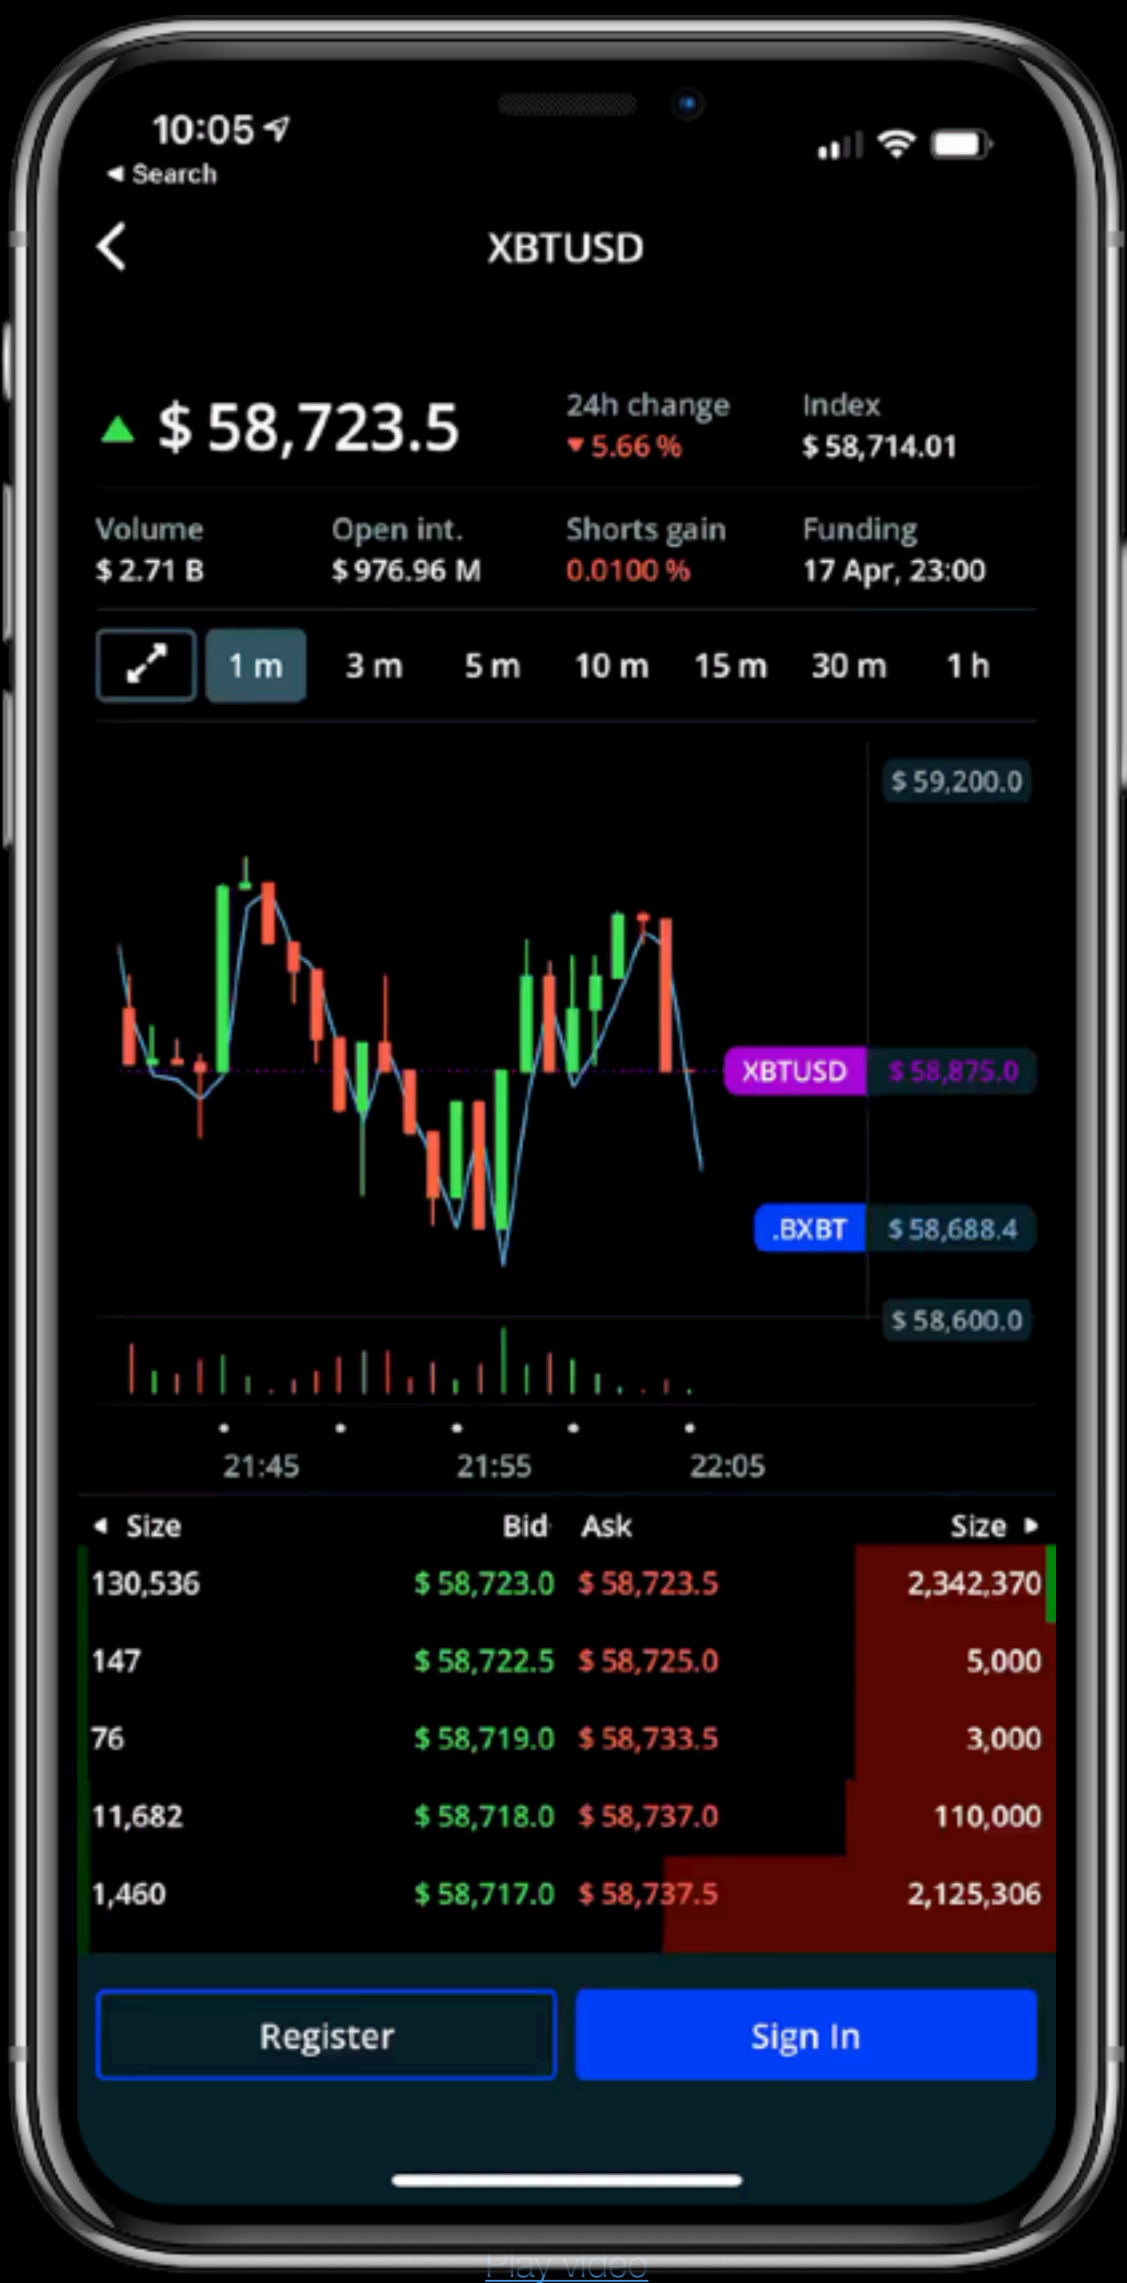 10:05
Search
XBTUSD
24h change Index
$ 58,723.5
5.66 % $ 58,714.01
Volume Open int. Shorts gain Funding
$ 2.71 B $ 976.96 M 0.0100 % 17 Apr, 23:00
1 m 3 m 5 m 10 m 15 m 30 m 1 h
$ 59,200.0
XBTUSD $ 58,875.0
.BXBT $ 58,688.4
$ 58,600.0
21:45 21:55 22:05
Size Bid Ask Size
130,536 $ 58,723.0 $ 58,723.5 2,342,370
147 $ 58,722.5 $ 58,725.0 5,000
76 $ 58,719.0 $ 58,733.5 3,000
11,682 $ 58,718.0 $ 58,737.0 110,000
1,460 $ 58,717.0 $ 58,737.5 2,125,306
Register Sign In
Play video